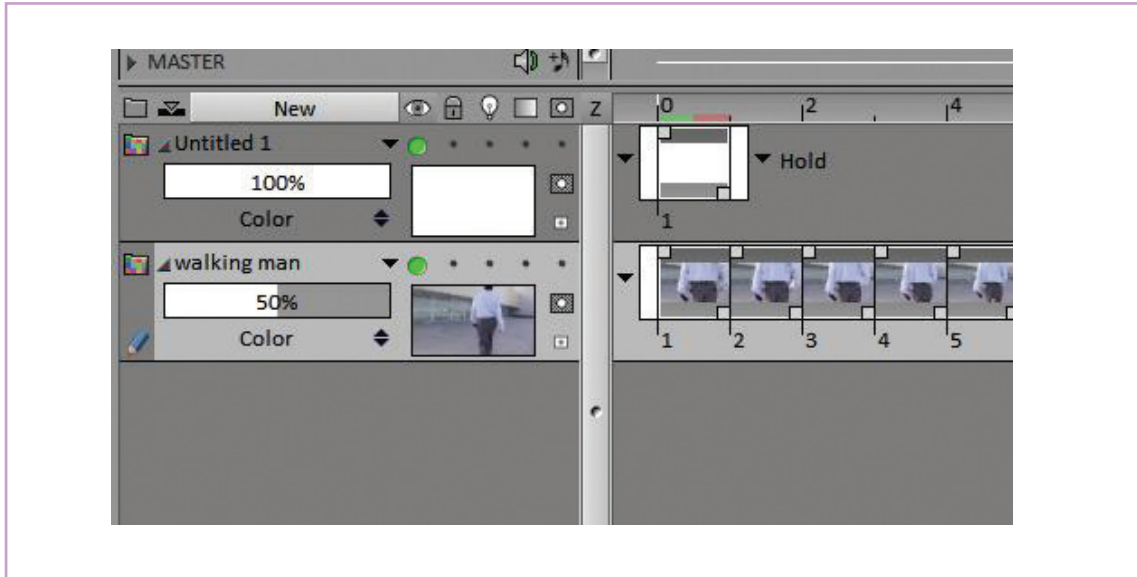 MASTER
New Z 0 2 4
Untitled 1
Hold
100%
Color 1
walking man
50%
Color 1 2 3 4 5